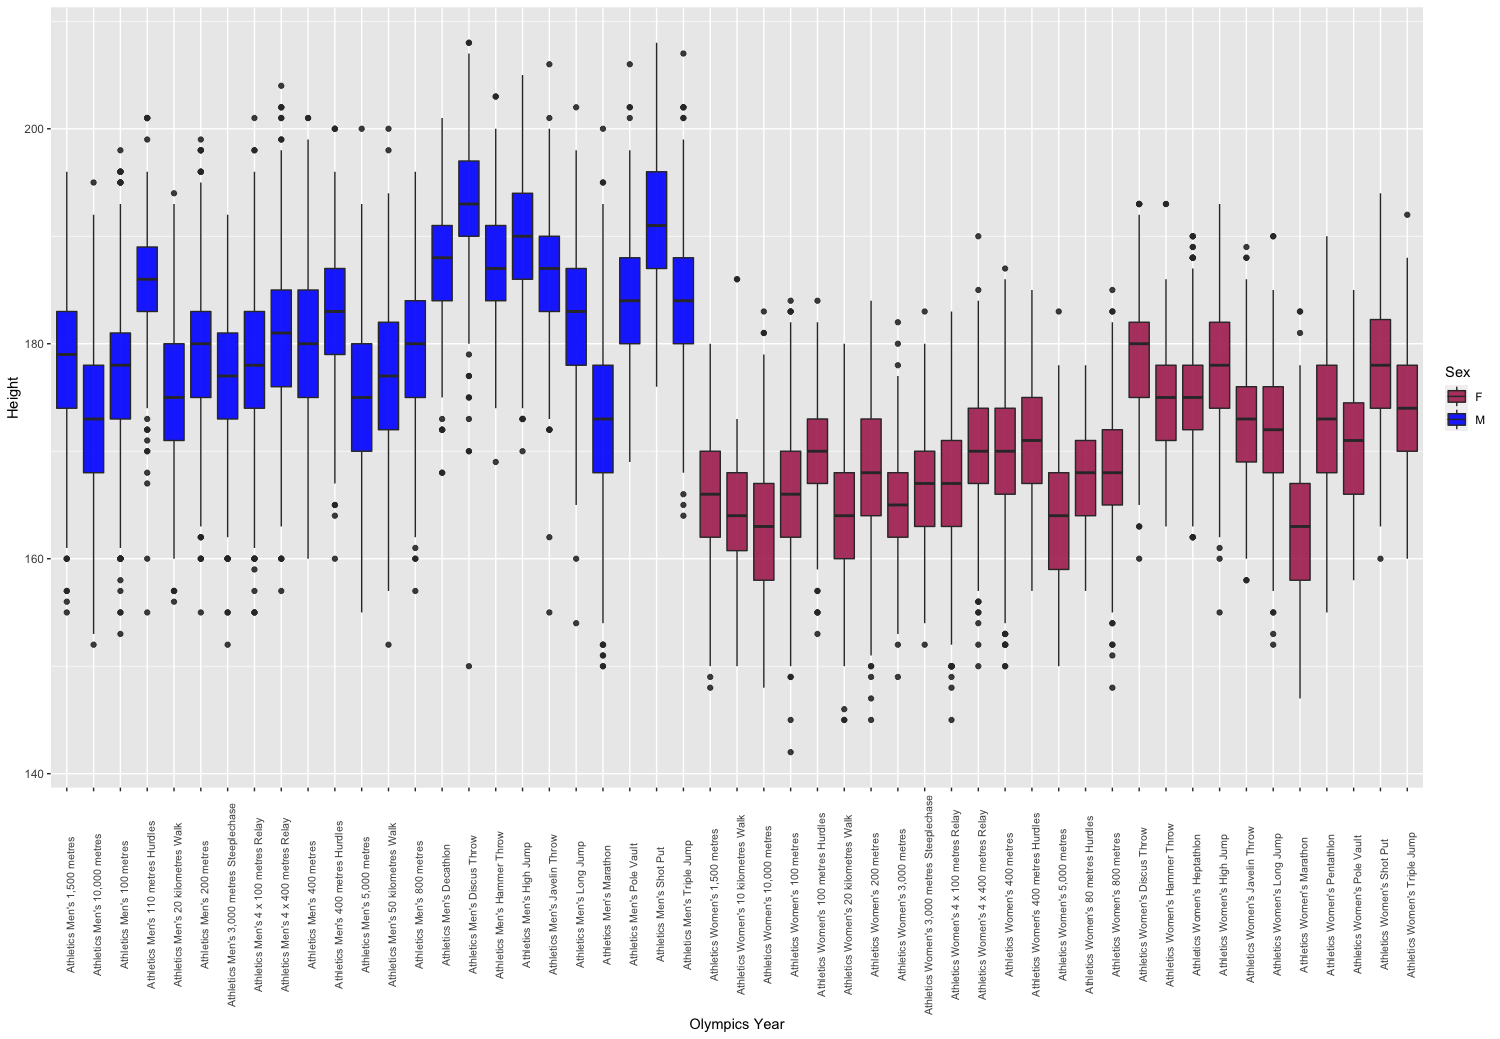 Height
200
180
160
140
Athletics Men's 1,500 metres
Athletics Men's 10,000 metres
Athletics Men's 100 metres
Athletics Men's 110 metres Hurdles
Athletics Men's 20 kilometres Walk
Athletics Men's 200 metres
Athletics Men's 3,000 metres Steeplechase
Athletics Men's 4 x 100 metres Relay
Athletics Men's 4 x 400 metres Relay
Athletics Men's 400 metres
Athletics Men's 400 metres Hurdles
Athletics Men's 5,000 metres
Athletics Men's 50 kilometres Walk
Athletics Men's 800 metres
Athletics Men's Decathlon
Athletics Men's Discus Throw
Athletics Men's Hammer Throw
Athletics Men's High Jump
Athletics Men's Javelin Throw
Athletics Men's Long Jump
Athletics Men's Marathon
Athletics Men's Pole Vault
Athletics Men's Shot Put
Athletics Men's Triple Jump
Athletics Women's 1,500 metres
Athletics Women's 10 kilometres Walk
Athletics Women's 10,000 metres
Athletics Women's 100 metres
Athletics Women's 100 metres Hurdles
Athletics Women's 20 kilometres Walk
Athletics Women's 200 metres
Athletics Women's 3,000 metres
Athletics Women's 3,000 metres Steeplechase
Athletics Women's 4 x 100 metres Relay
Athletics Women's 4 x 400 metres Relay
Athletics Women's 400 metres
Athletics Women's 400 metres Hurdles
Athletics Women's 5,000 metres
Athletics Women's 80 metres Hurdles
Athletics Women's 800 metres
Athletics Women's Discus Throw
Athletics Women's Hammer Throw
Athletics Women's Heptathlon
Athletics Women's High Jump
Athletics Women's Javelin Throw
Athletics Women's Long Jump
Athletics Women's Marathon
Athletics Women's Pentathlon
Athletics Women's Pole Vault
Athletics Women's Shot Put
Athletics Women's Triple Jump
Olympics Year
Sex
F
M